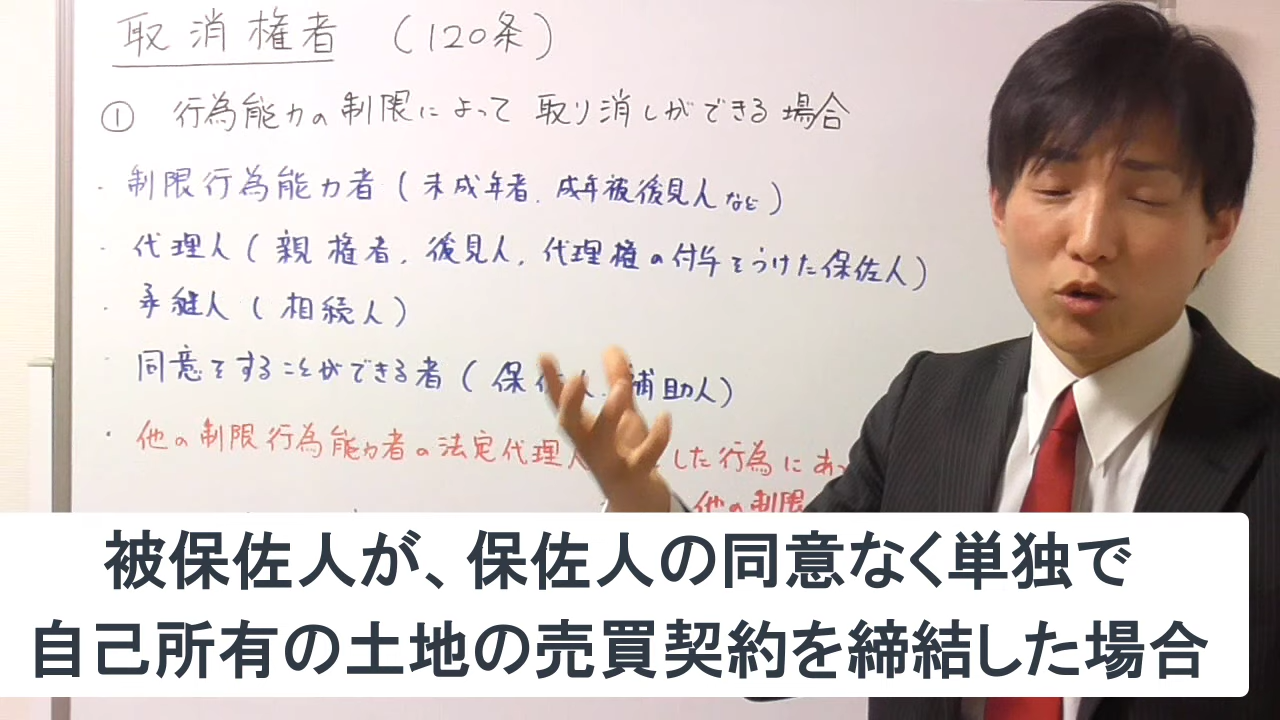 取消権者 (120条)
① 行為能力の制限によって取り消しができる場合
・制限行為能力者(未成年者、成年被後見人など)
・代理人(親権者、後見人、代理権の付与をうけた保佐人)
・承継人(相続人)
・同意をすることができる者(保佐人、補助人)
・他の制限行為能力者の法定代理人 した行為にあっ
他の制限
被保佐人が、保佐人の同意なく単独で
自己所有の土地の売買契約を締結した場合